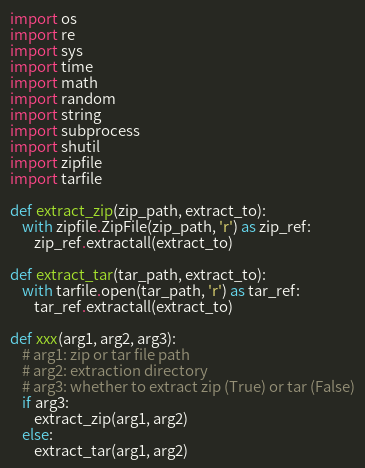 import os
import re
import sys
import time
import math
import random
import string
import subprocess
import shutil
import zipfile
import tarfile

def extract_zip(zip_path, extract_to):
    with zipfile.ZipFile(zip_path, 'r') as zip_ref:
        zip_ref.extractall(extract_to)

def extract_tar(tar_path, extract_to):
    with tarfile.open(tar_path, 'r') as tar_ref:
        tar_ref.extractall(extract_to)

def xxx(arg1, arg2, arg3):
    # arg1: zip or tar file path
    # arg2: extraction directory
    # arg3: whether to extract zip (True) or tar (False)
    if arg3:
        extract_zip(arg1, arg2)
    else:
        extract_tar(arg1, arg2)